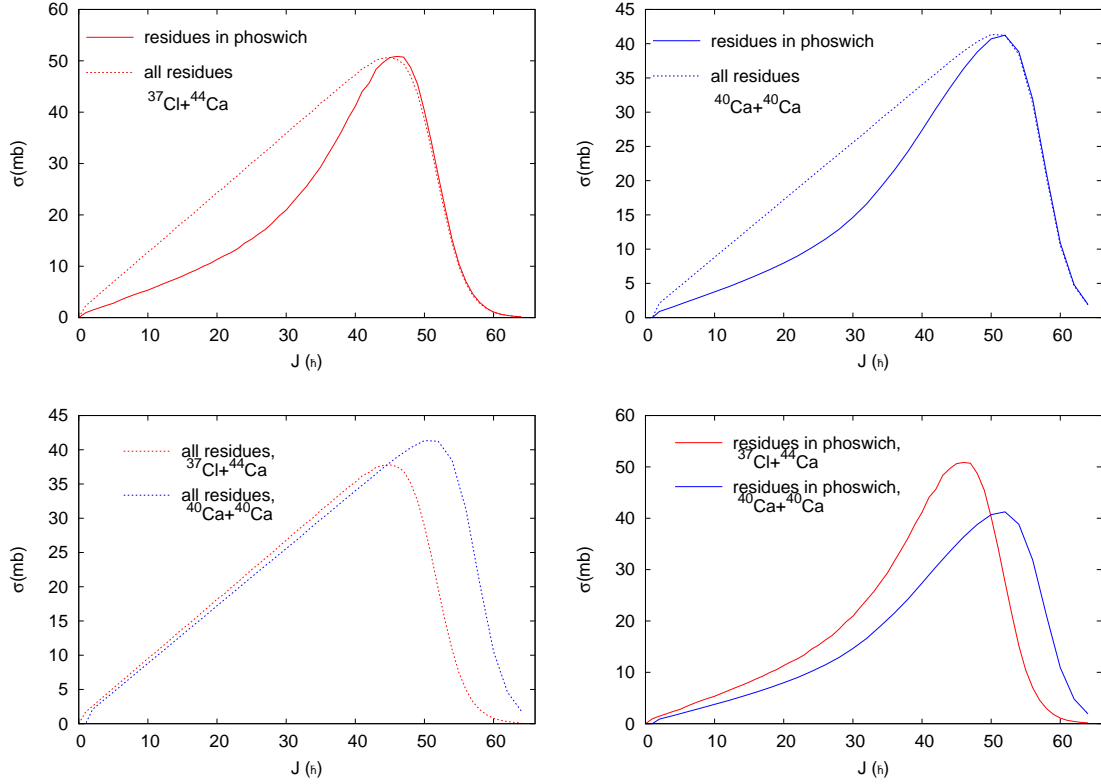 60
50
40
30
20
10
0
σ(mb)
residues in phoswich
all residues
³⁷Cl+⁴⁴Ca
0 10 20 30 40 50 60
J (ħ)
45
40
35
30
25
20
15
10
5
0
σ(mb)
residues in phoswich
all residues
⁴⁰Ca+⁴⁰Ca
0 10 20 30 40 50 60
J (ħ)
45
40
35
30
25
20
15
10
5
0
σ(mb)
all residues,
³⁷Cl+⁴⁴Ca
all residues,
⁴⁰Ca+⁴⁰Ca
0 10 20 30 40 50 60
J (ħ)
60
50
40
30
20
10
0
σ(mb)
residues in phoswich,
³⁷Cl+⁴⁴Ca
residues in phoswich,
⁴⁰Ca+⁴⁰Ca
0 10 20 30 40 50 60
J (ħ)